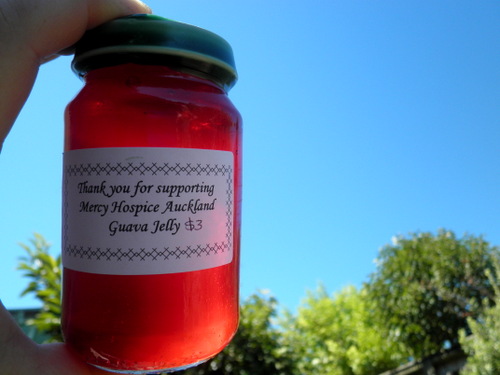 Thank you for supporting
Mercy Hospice Auckland
Guava Jelly $3